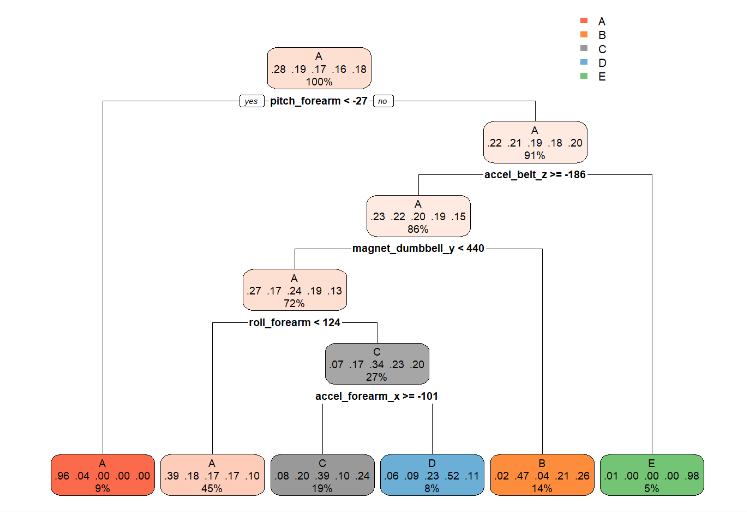 A
B
C
D
E
A
.28 .19 .17 .16 .18
100%
yes pitch_forearm < -27 no
A
.22 .21 .19 .18 .20
91%
accel_belt_z >= -186
A
.23 .22 .20 .19 .15
86%
magnet_dumbbell_y < 440
A
.27 .17 .24 .19 .13
72%
roll_forearm < 124
C
.07 .17 .34 .23 .20
27%
accel_forearm_x >= -101
A
.96 .04 .00 .00 .00
9%
A
.39 .18 .17 .17 .10
45%
C
.08 .20 .39 .10 .24
19%
D
.06 .09 .23 .52 .11
8%
B
.02 .47 .04 .21 .26
14%
E
.01 .00 .00 .00 .98
5%